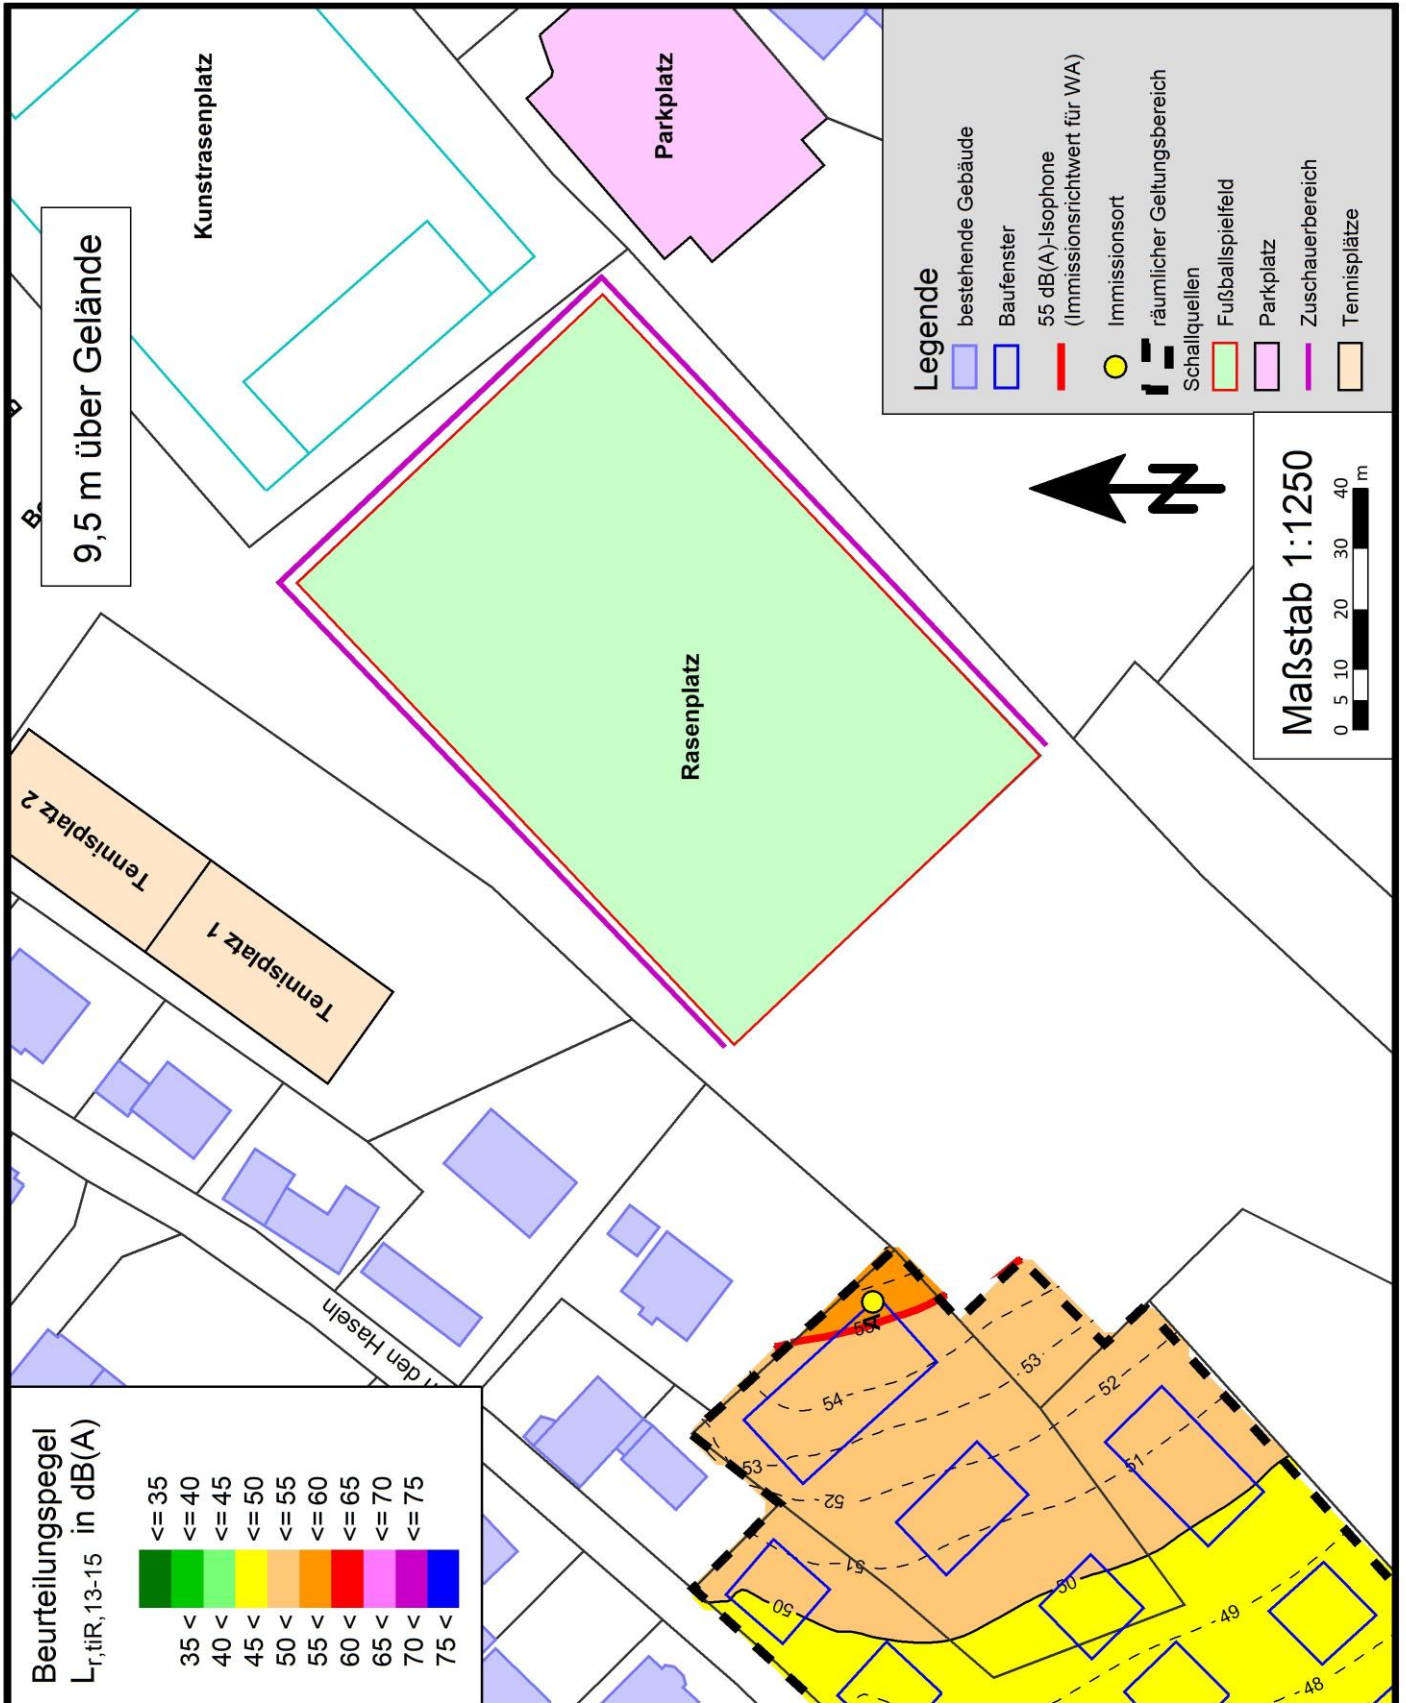 Beurteilungspegel
L r,tiR,13-15 in dB(A)
<= 35
35 < <= 40
40 < <= 45
45 < <= 50
50 < <= 55
55 < <= 60
60 < <= 65
65 < <= 70
70 < <= 75
75 <
9,5 m über Gelände
Kunstrasenplatz
Parkplatz
Rasenplatz
Tennisplatz 2
Tennisplatz 1
den Haseln
A
55
54
53
53
52
52
51
51
50
50
49
48
Legende
bestehende Gebäude
Baufenster
55 dB(A)-Isophone
(Immissionsrichtwert für WA)
Immissionsort
räumlicher Geltungsbereich
Schallquellen
Fußballspielfeld
Parkplatz
Zuschauerbereich
Tennisplätze
N
Maßstab 1:1250
0 5 10 20 30 40
m